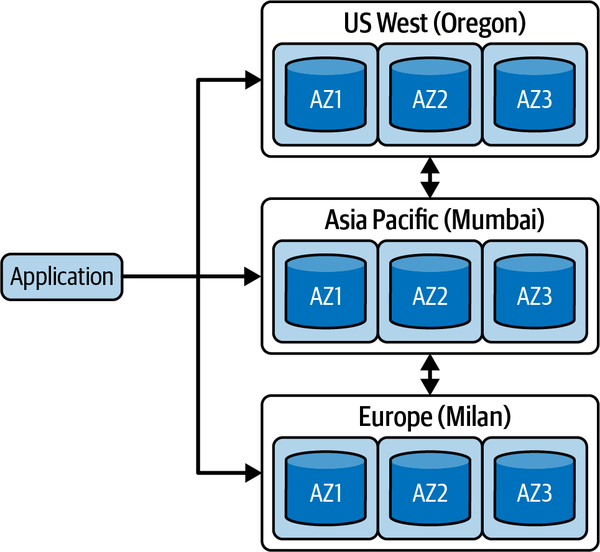 US West (Oregon)
AZ1 AZ2 AZ3
Asia Pacific (Mumbai)
Application
AZ1 AZ2 AZ3
Europe (Milan)
AZ1 AZ2 AZ3